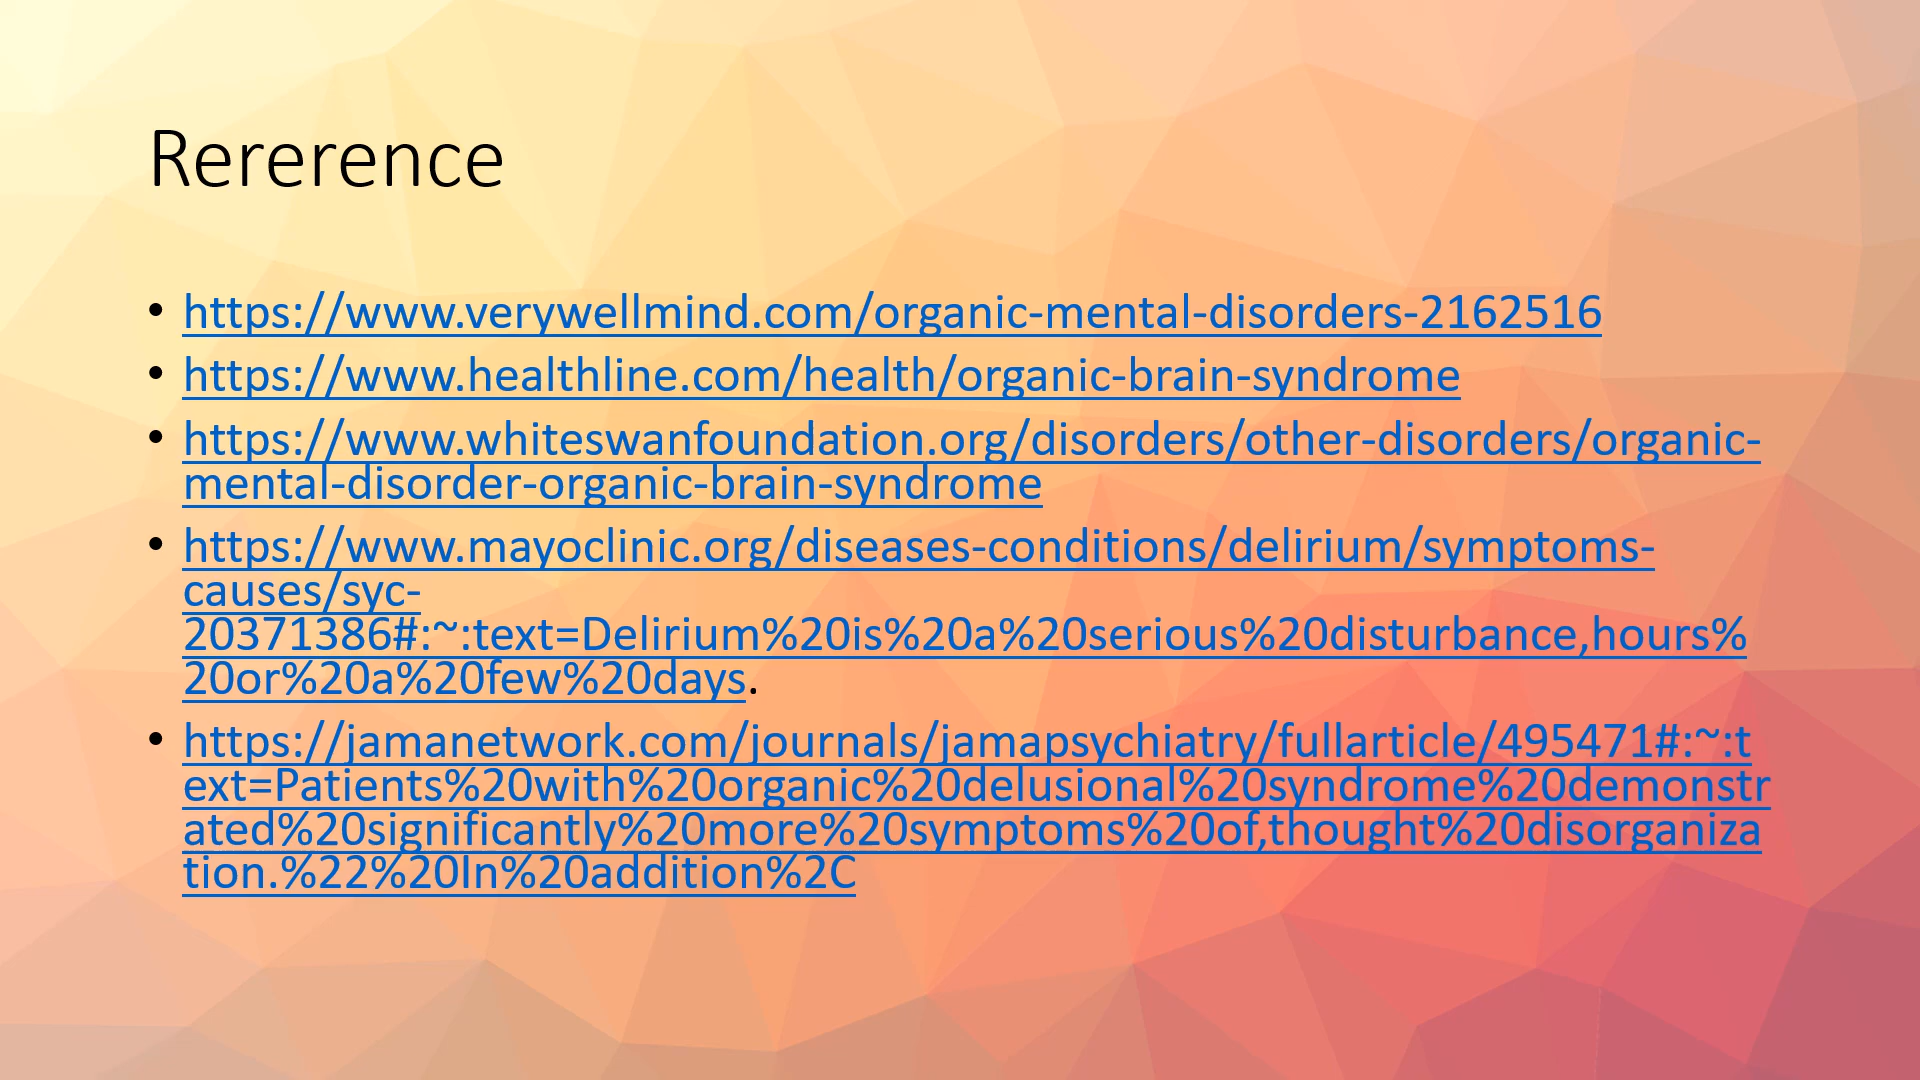 Rererence
• https://www.verywellmind.com/organic-mental-disorders-2162516
• https://www.healthline.com/health/organic-brain-syndrome
• https://www.whiteswanfoundation.org/disorders/other-disorders/organic-
mental-disorder-organic-brain-syndrome
• https://www.mayoclinic.org/diseases-conditions/delirium/symptoms-
causes/syc-
20371386#:~:text=Delirium%20is%20a%20serious%20disturbance,hours%
20or%20a%20few%20days.
• https://jamanetwork.com/journals/jamapsychiatry/fullarticle/495471#:~:t
ext=Patients%20with%20organic%20delusional%20syndrome%20demonstr
ated%20significantly%20more%20symptoms%20of,thought%20disorganiza
tion.%22%20In%20addition%2C